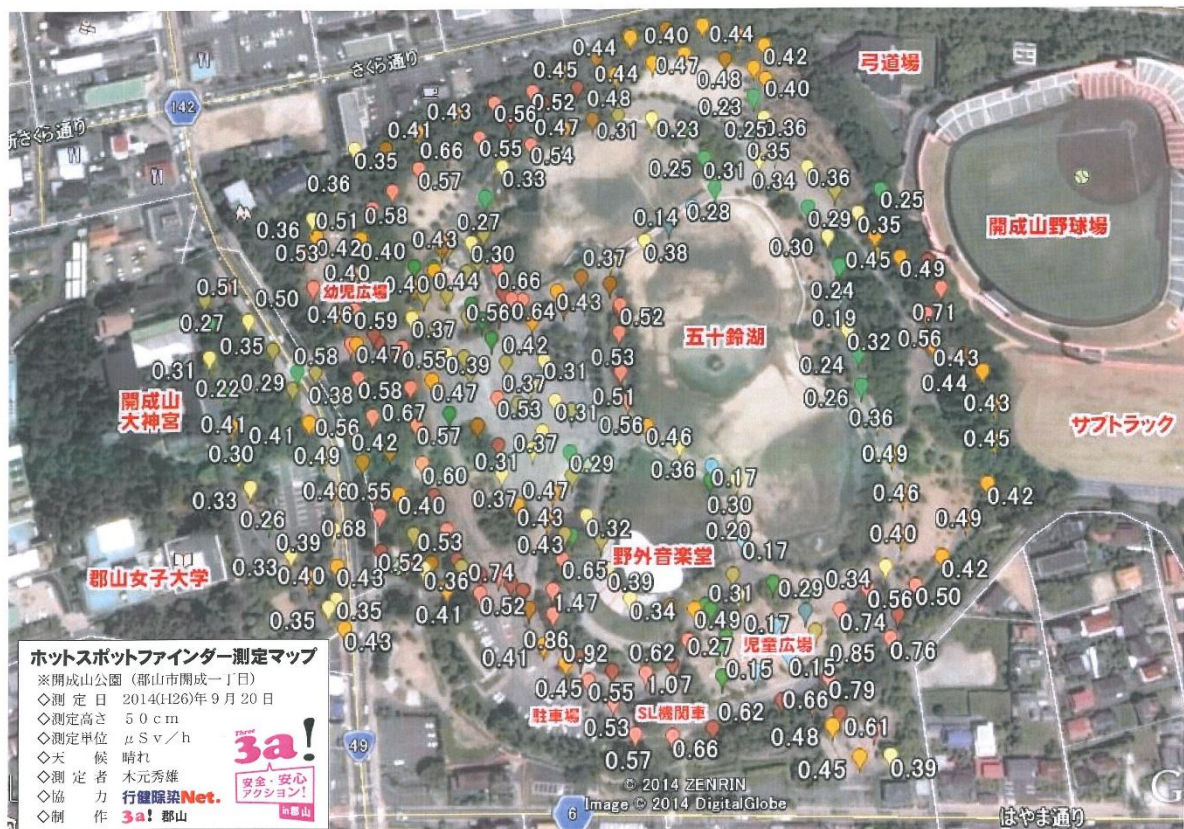 0.40 0.44
0.44 0.42
さくら通り 0.45 0.44 0.47 0.48 弓道場
142 0.52 0.48 0.23 0.40
新さくら通り 0.43 0.56 0.47 0.31 0.23 0.25 0.36
0.41 0.55 0.54
0.35 0.66 0.33 0.25 0.31 0.35
0.36 0.57 0.34 0.36
0.58 0.27 0.14 0.28 0.29 0.25
0.36 0.51 0.35
0.53 0.42 0.40 0.43 0.30 0.38 0.30 開成山野球場
0.40 0.40 0.44 0.66 0.37 0.45 0.49
幼児広場 0.24
0.51 0.50 0.46 0.56 0.64 0.43 0.52 0.71
0.27 0.59 0.37 0.19
0.35 0.58 0.47 0.55 0.42 0.53 五十鈴湖 0.32 0.56 0.43
0.31 0.22 0.29 0.39 0.31 0.24 0.44
0.38 0.58 0.47 0.37 0.26 0.43
開成山
大神宮
0.41 0.67 0.53 0.31 0.51 0.36 サブトラック
0.41 0.56 0.57 0.37 0.56 0.46 0.45
0.30 0.49 0.42 0.31 0.29 0.36 0.17 0.49
0.33 0.46 0.55 0.60 0.37 0.47 0.30 0.46 0.42
0.26 0.40 0.43 0.32 0.20 0.49
0.39 0.68 0.53 0.43 野外音楽堂 0.17 0.40
0.33 0.52 0.74 0.65 0.39 0.42
郡山女子大学 0.40 0.43 0.36 0.29 0.34 0.50
0.35 0.35 0.41 0.52 1.47 0.34 0.49 0.17 0.56
0.43 0.86 0.27 児童広場 0.74 0.76
0.41 0.92 0.62 0.15 0.15 0.85
0.45 0.55 1.07 0.66 0.79
駐車場 SL機関車 0.62
0.53 0.48 0.61
0.57 0.66 0.45 0.39
49
ホットスポットファインダー測定マップ
※開成山公園(郡山市開成一丁目)
◇測定日 2014(H26)年9月20日
◇測定高さ 50cm
◇測定単位 μSv/h
◇天候 晴れ
◇測定者 木元秀雄
◇協力 行健除染Net.
◇制作 3a! 郡山
Three
3a!
安全・安心
アクション!
in郡山
© 2014 ZENRIN
Image © 2014 DigitalGlobe
G
6
はやま通り